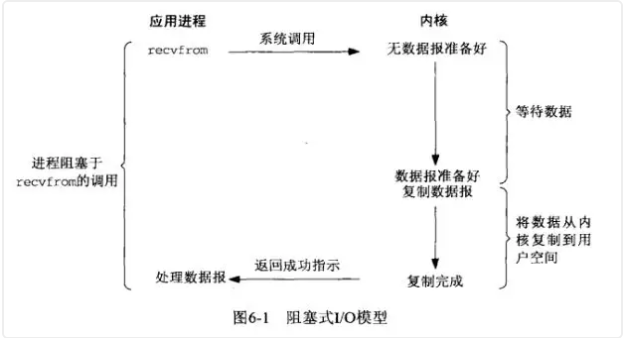 应用进程
内核
recvfrom
系统调用
无数据报准备好
等待数据
进程阻塞于
recvfrom的调用
数据报准备好
复制数据报
将数据从内
核复制到用
户空间
处理数据报
返回成功指示
复制完成
图6-1 阻塞式I/O模型